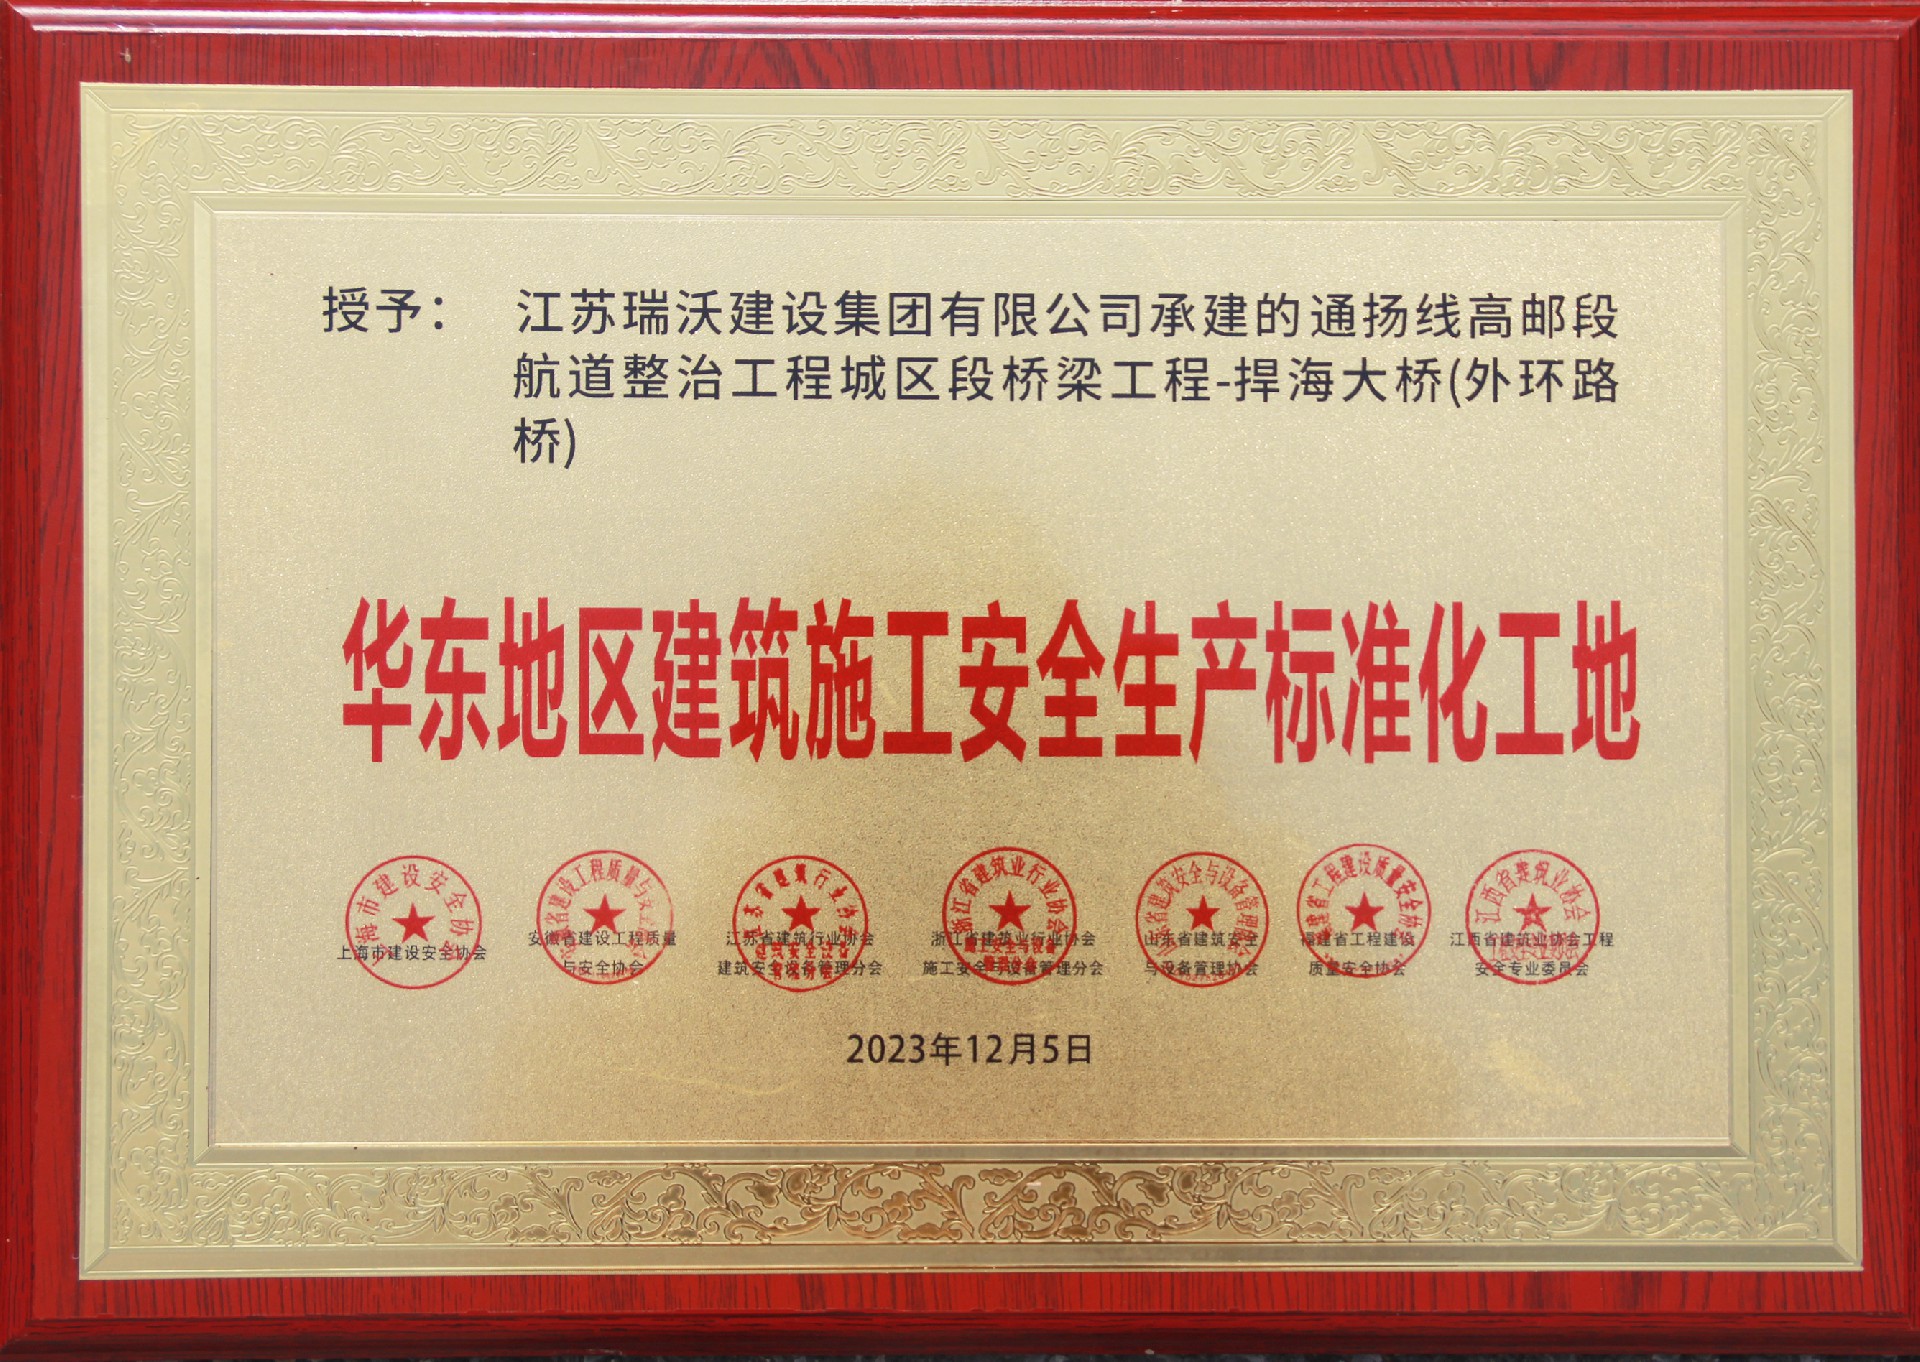 授予： 江苏瑞沃建设集团有限公司承建的通扬线高邮段
航道整治工程城区段桥梁工程-捍海大桥(外环路
桥)
华东地区建筑施工安全生产标准化工地
上海市建设安全协会
安徽省建设工程质量
与安全协会
江苏省建筑行业协会
建筑安全设备管理分会
浙江省建筑业行业协会
施工安全与设备管理分会
山东省建筑安全
与设备管理协会
福建省工程建设
质量安全协会
江西省建筑业协会工程
安全专业委员会
2023年12月5日